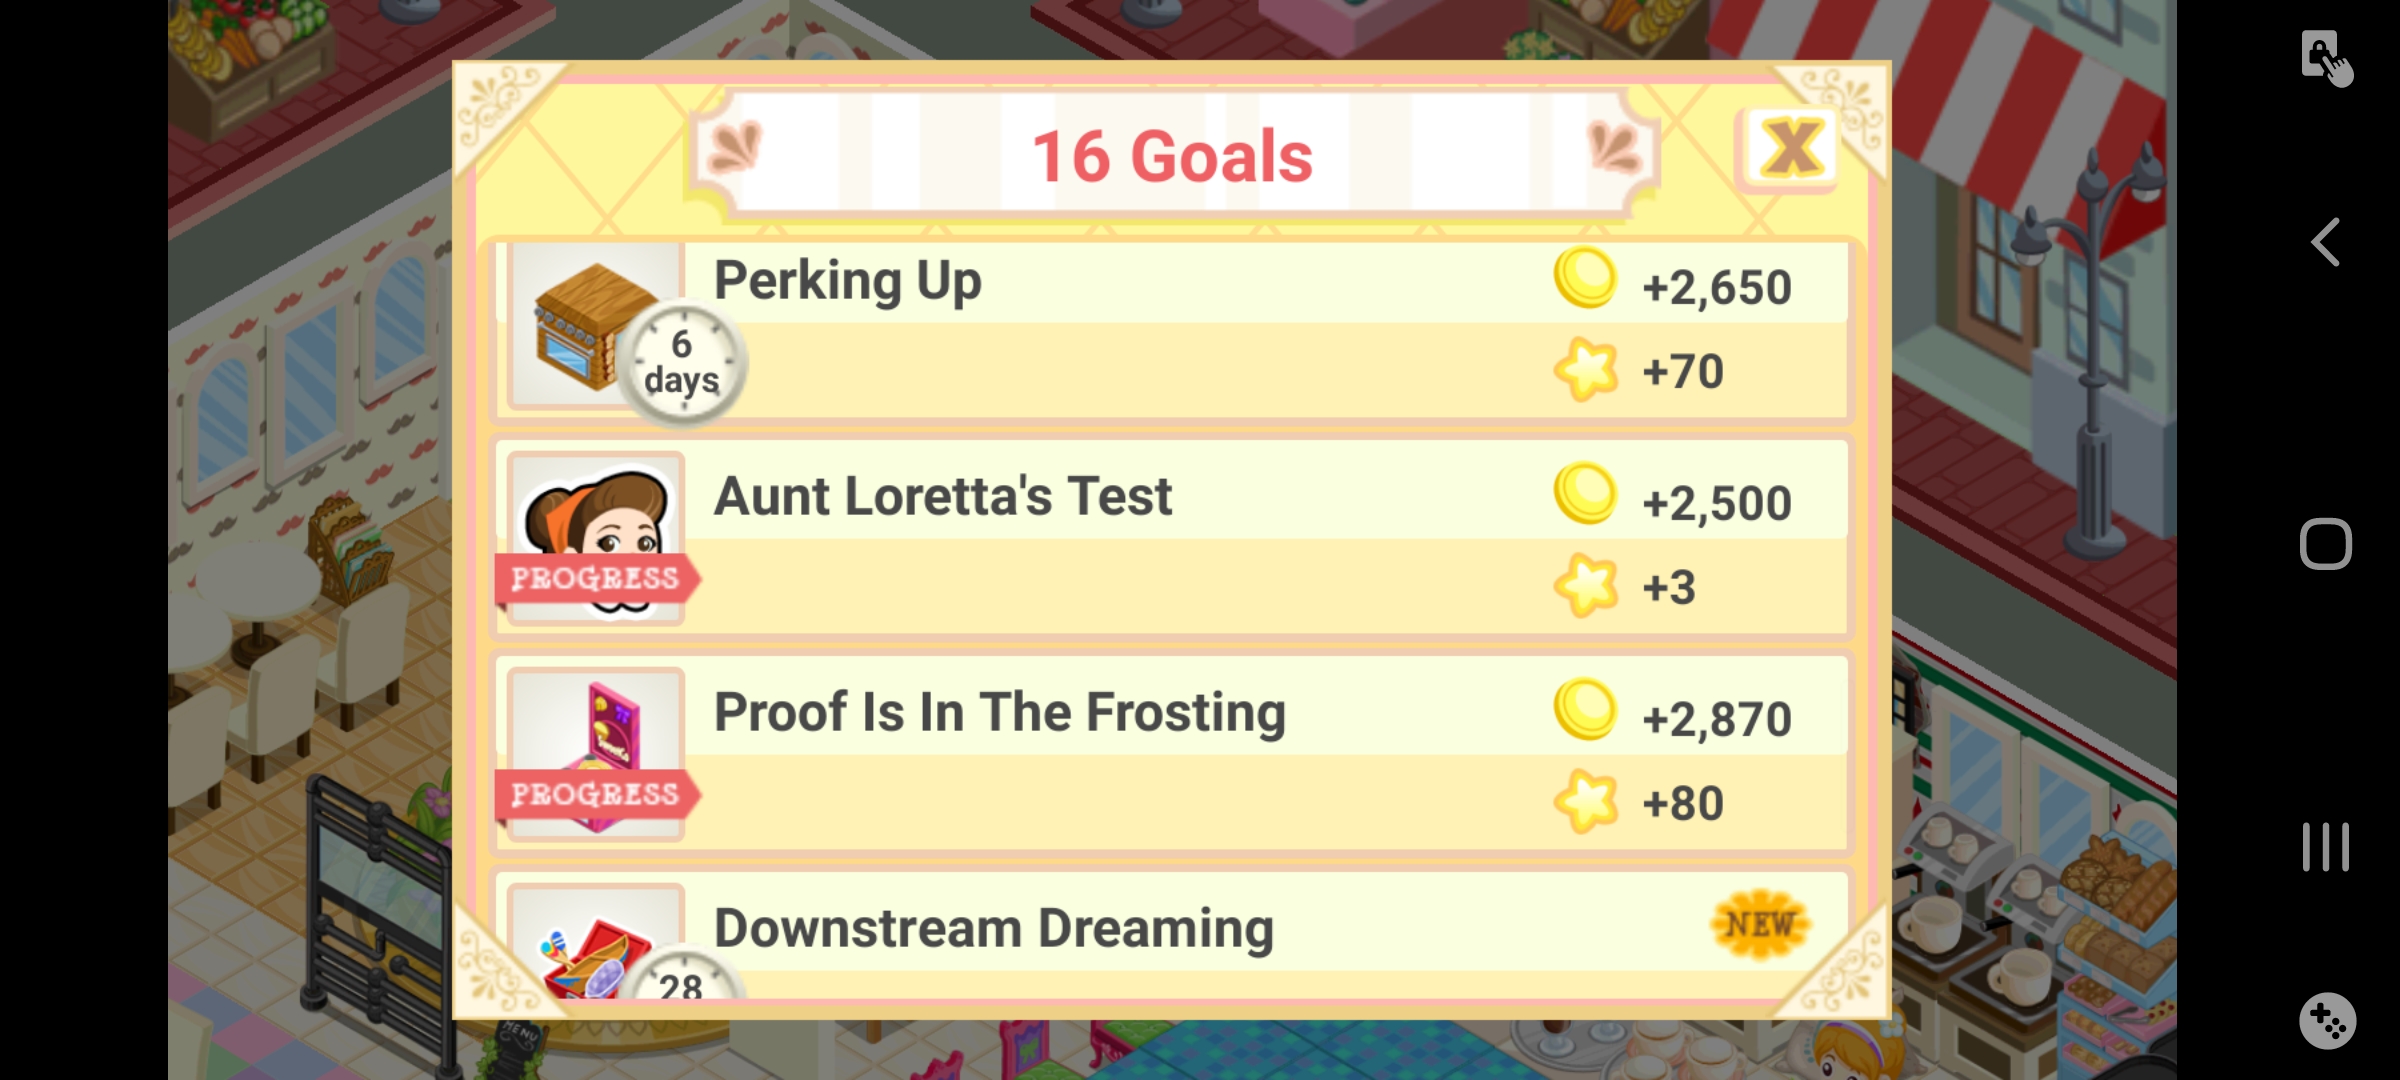 16 Goals
X
Perking Up
+2,650
6
days
+70
Aunt Loretta's Test
+2,500
PROGRESS
+3
Proof Is In The Frosting
+2,870
PROGRESS
+80
Downstream Dreaming
NEW
28
MENU